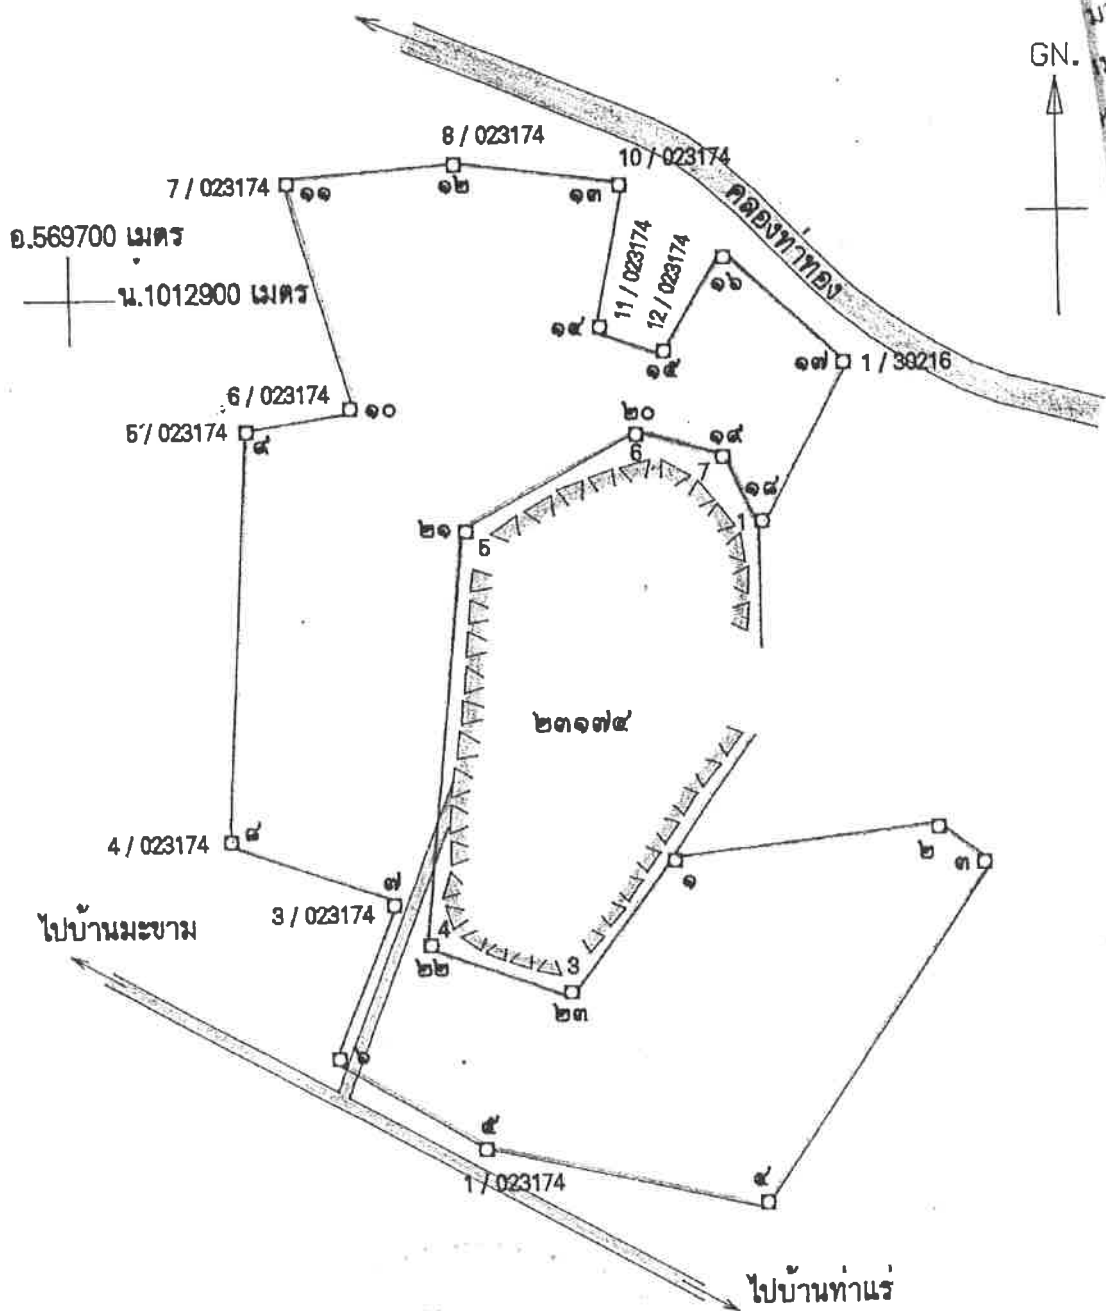 GN.
8 / 023174
๑๒
10 / 023174
๑๓
7 / 023174
๑๑
คลองท่าทอง
อ.569700 เมตร
น.1012900 เมตร
11 / 023174
๑๔
12 / 023174
๑๕
๑๖
๑๗
1 / 30216
6 / 023174
๑๐
5 / 023174
๙
๒๐
6
๑๙
7
๑๘
1
๒๑
5
๒๓๑๗๔
๒
๓
๑
4 / 023174
๘
๗
3 / 023174
ไปบ้านมะขาม
4
๒๒
3
๒๓
๕
1 / 023174
๔
ไปบ้านท่าแร่